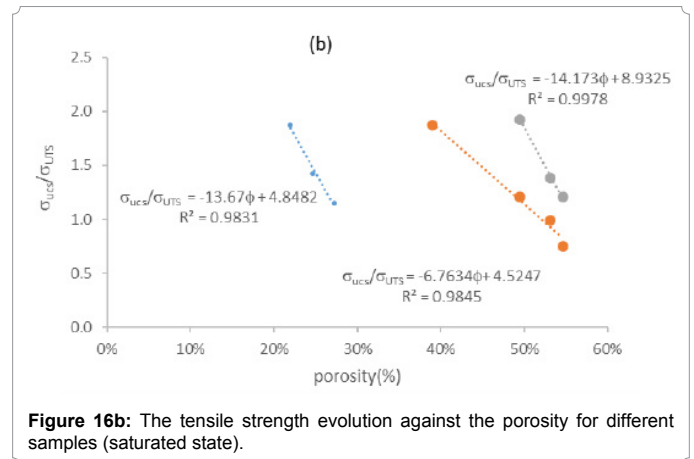 (b)
σucs/σUTS = -14.173ϕ + 8.9325
R² = 0.9978
σucs/σUTS = -13.67ϕ + 4.8482
R² = 0.9831
σucs/σUTS = -6.7634ϕ + 4.5247
R² = 0.9845
σucs/σUTS
2.5
2.0
1.5
1.0
0.5
0.0
0% 10% 20% 30% 40% 50% 60%
porosity(%)
Figure 16b: The tensile strength evolution against the porosity for different
samples (saturated state).